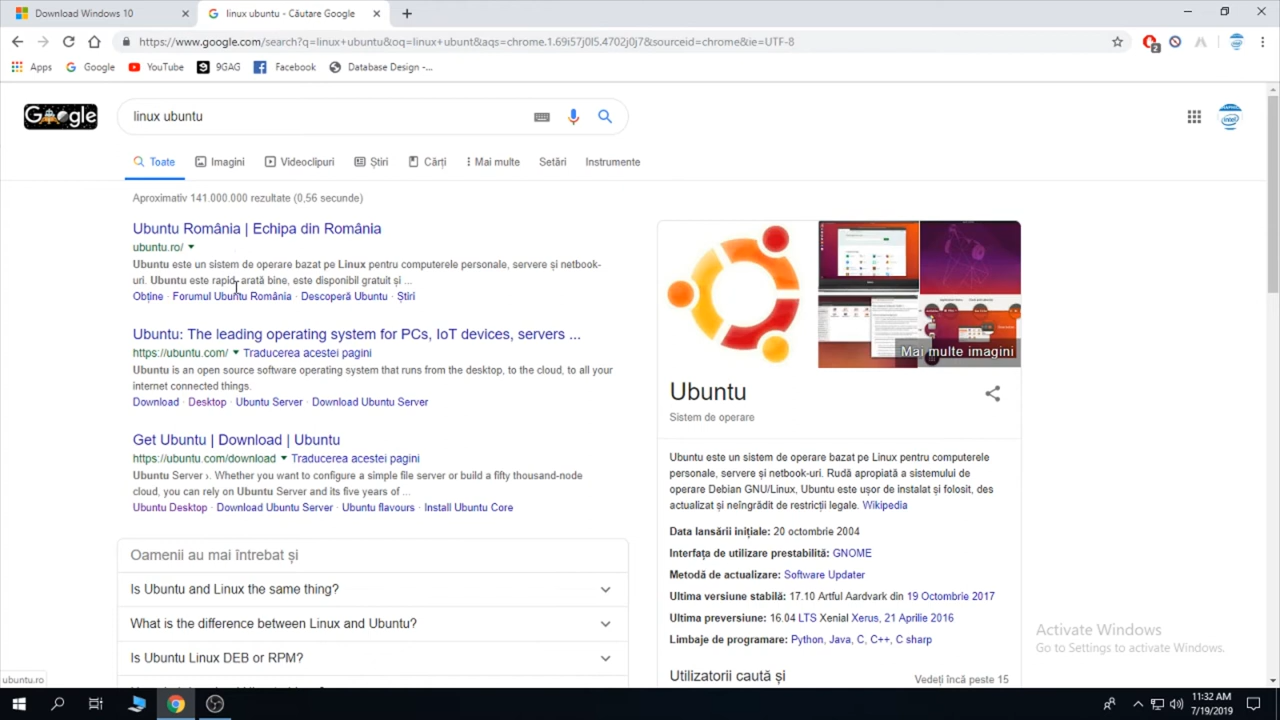 Download Windows 10
linux ubuntu - Căutare Google
https://www.google.com/search?q=linux+ubuntu&oq=linux+ubunt&aqs=chrome.1.69i57j0l5.4702j0j7&sourceid=chrome&ie=UTF-8
2
Apps Google YouTube 9GAG Facebook Database Design -...
Google
linux ubuntu
Toate Imagini Videoclipuri Știri Cărți Mai multe Setări Instrumente
Aproximativ 141.000.000 rezultate (0,56 secunde)
Ubuntu România | Echipa din România
ubuntu.ro/
Ubuntu este un sistem de operare bazat pe Linux pentru computerele personale, servere și netbook-
uri. Ubuntu este rapid, arată bine, este disponibil gratuit și ...
Obține · Forumul Ubuntu România · Descoperă Ubuntu · Știri
Ubuntu: The leading operating system for PCs, IoT devices, servers ...
https://ubuntu.com/ Traducerea acestei pagini
Ubuntu is an open source software operating system that runs from the desktop, to the cloud, to all your
internet connected things.
Download · Desktop · Ubuntu Server · Download Ubuntu Server
Get Ubuntu | Download | Ubuntu
https://ubuntu.com/download Traducerea acestei pagini
Ubuntu Server ›. Whether you want to configure a simple file server or build a fifty thousand-node
cloud, you can rely on Ubuntu Server and its five years of ...
Ubuntu Desktop · Download Ubuntu Server · Ubuntu flavours · Install Ubuntu Core
Oamenii au mai întrebat și
Is Ubuntu and Linux the same thing?
What is the difference between Linux and Ubuntu?
Is Ubuntu Linux DEB or RPM?
Mai multe imagini
Ubuntu
Sistem de operare
Ubuntu este un sistem de operare bazat pe Linux pentru computerele
personale, servere și netbook-uri. Rudă apropiată a sistemului de
operare Debian GNU/Linux, Ubuntu este ușor de instalat și folosit, des
actualizat și neîngrădit de restricții legale. Wikipedia
Data lansării inițiale: 20 octombrie 2004
Interfața de utilizare prestabilită: GNOME
Metodă de actualizare: Software Updater
Ultima versiune stabilă: 17.10 Artful Aardvark din 19 Octombrie 2017
Ultima preversiune: 16.04 LTS Xenial Xerus, 21 Aprilie 2016
Limbaje de programare: Python, Java, C, C++, C sharp
Utilizatorii caută și
Vedeți încă peste 15
Activate Windows
Go to Settings to activate Windows.
ubuntu.ro
11:32 AM
7/19/2019